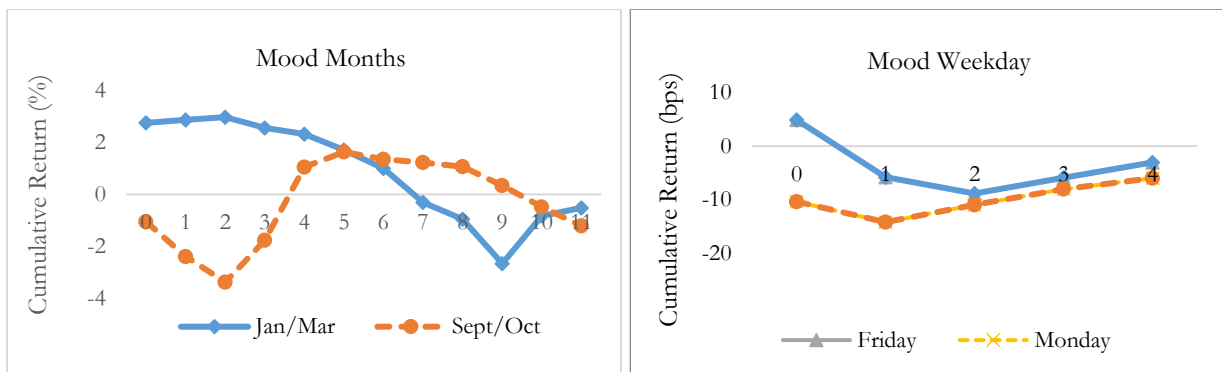 Mood Months
Cumulative Return (%)
4
2
0
-2
-4
0 1 2 3 4 5 6 7 8 9 10 11
Jan/Mar Sept/Oct
Mood Weekday
Cumulative Return (bps)
10
0
-10
-20
0 1 2 3 4
Friday Monday